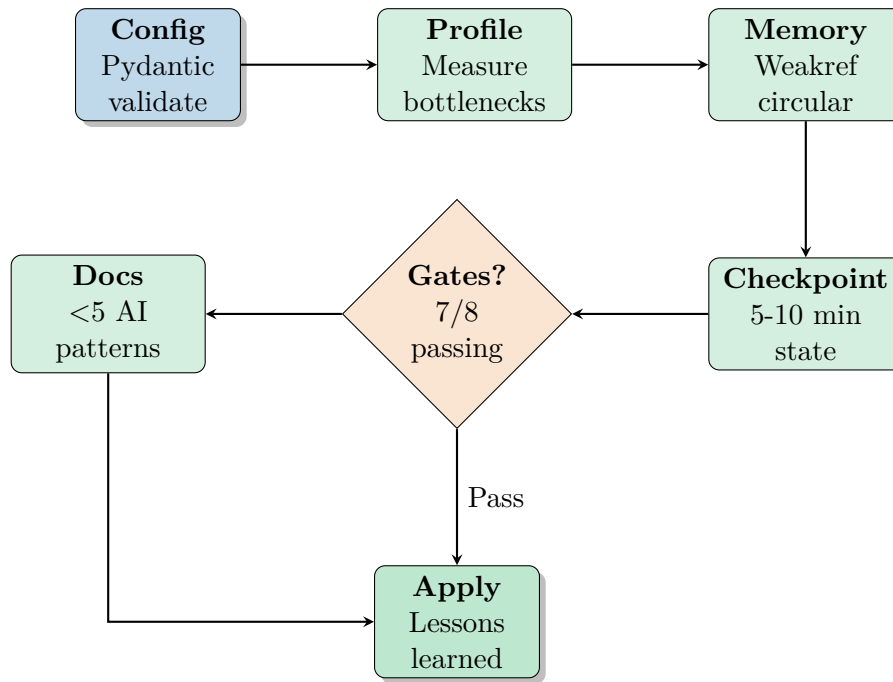 Config
Pydantic
validate
Profile
Measure
bottlenecks
Memory
Weakref
circular
Docs
<5 AI
patterns
Gates?
7/8
passing
Checkpoint
5-10 min
state
Pass
Apply
Lessons
learned